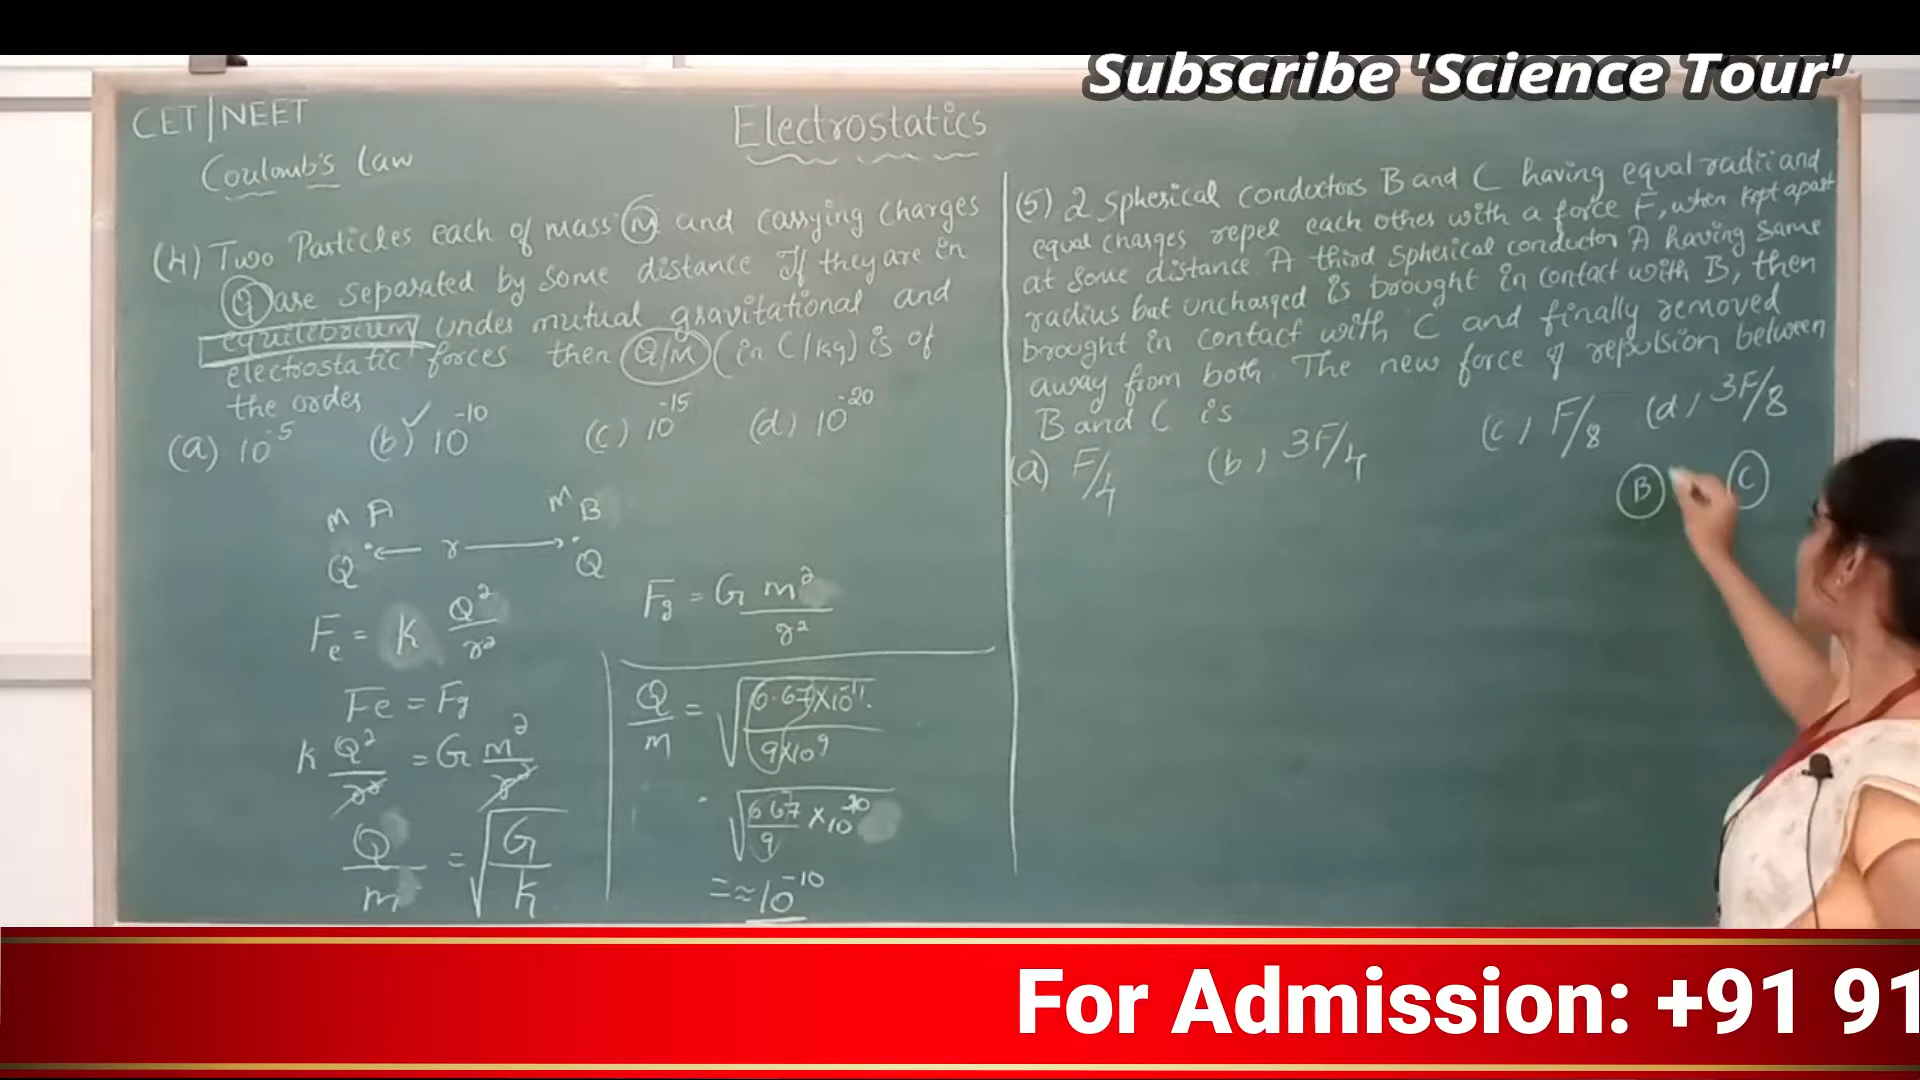 Subscribe 'Science Tour'
CET/NEET
Electrostatics
Coulomb's Law
(4) Two Particles each of mass M and carrying charges
Q are separated by some distance If they are in
equilibrium under mutual gravitational and
electrostatic forces then Q/M (in C/kg) is of
the order
(a) 10^-5 (b) ✓ 10^-10 (c) 10^-15 (d) 10^-20
m A m B
Q ← r → Q
Fe = k Q²/r²
Fg = G m²/r²
Fe = Fg
k Q²/r² = G m²/r²
Q/m = √(G/k)
Q/m = √(6.67×10^-11/9×10^9)
√(6.67/9 × 10^-20)
= ≈ 10^-10
(5) 2 Spherical conductors B and C having equal radii and
equal charges repel each other with a force F, when kept apart
at some distance A third spherical conductor A having same
radius but uncharged is brought in contact with B, then
brought in contact with C and finally removed
away from both. The new force of repulsion between
B and C is
(a) F/4 (b) 3F/4 (c) F/8 (d) 3F/8
B C
For Admission: +91 91